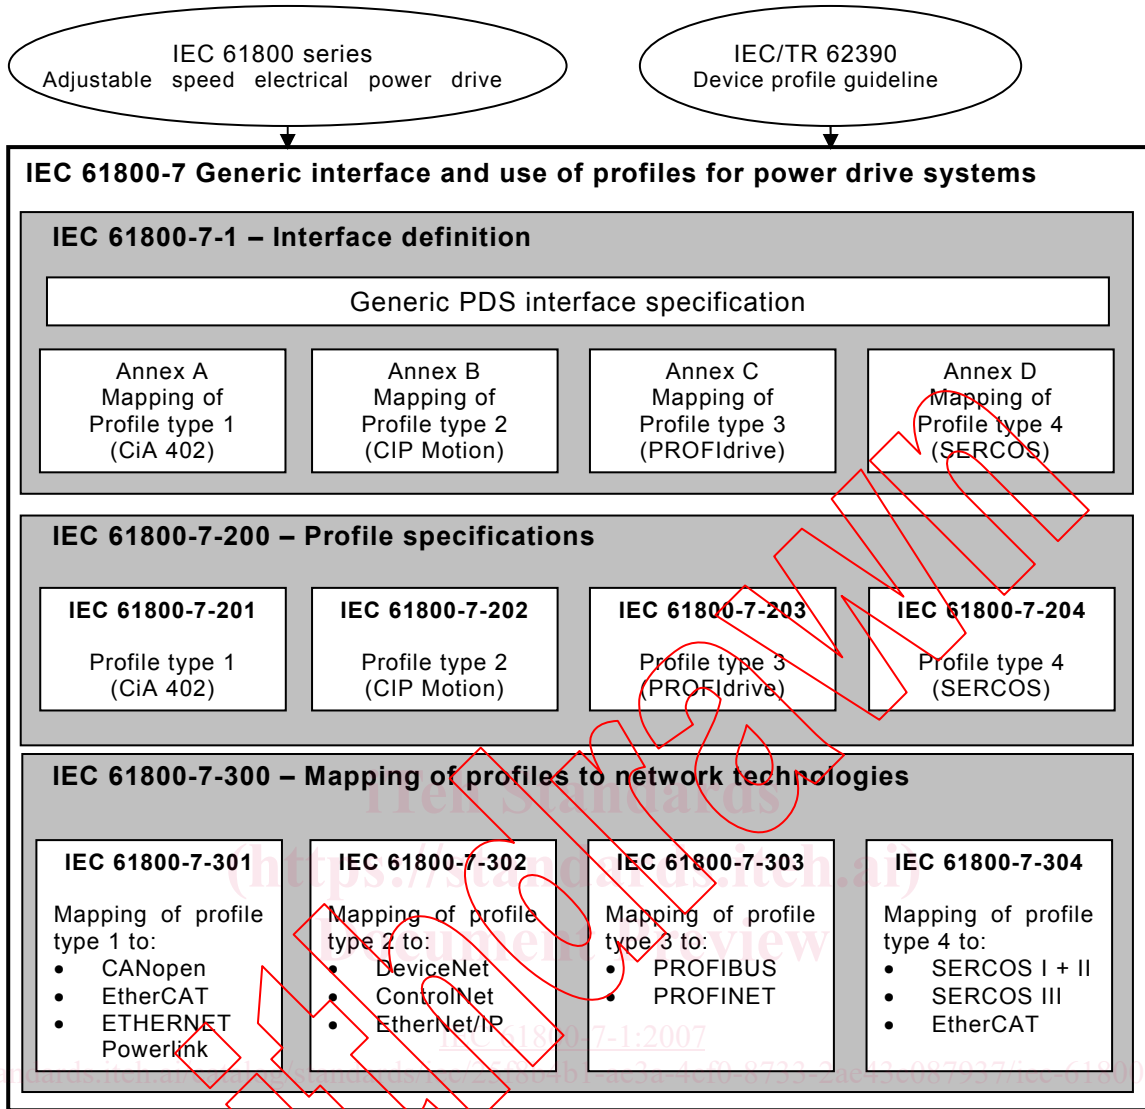 IEC 61800 series
Adjustable speed electrical power drive
IEC/TR 62390
Device profile guideline
IEC 61800-7 Generic interface and use of profiles for power drive systems
IEC 61800-7-1 – Interface definition
Generic PDS interface specification
Annex A
Mapping of
Profile type 1
(CiA 402)
Annex B
Mapping of
Profile type 2
(CIP Motion)
Annex C
Mapping of
Profile type 3
(PROFIdrive)
Annex D
Mapping of
Profile type 4
(SERCOS)
IEC 61800-7-200 – Profile specifications
IEC 61800-7-201
Profile type 1
(CiA 402)
IEC 61800-7-202
Profile type 2
(CIP Motion)
IEC 61800-7-203
Profile type 3
(PROFIdrive)
IEC 61800-7-204
Profile type 4
(SERCOS)
IEC 61800-7-300 – Mapping of profiles to network technologies
iTeh Standards
(https://standards.iteh.ai)
Document Preview
IEC 61800-7-301
Mapping of profile
type 1 to:
• CANopen
• EtherCAT
• ETHERNET
Powerlink
IEC 61800-7-302
Mapping of profile
type 2 to:
• DeviceNet
• ControlNet
• EtherNet/IP
IEC 61800-7-303
Mapping of profile
type 3 to:
• PROFIBUS
• PROFINET
IEC 61800-7-304
Mapping of profile
type 4 to:
• SERCOS I + II
• SERCOS III
• EtherCAT
IEC 61800-7-1:2007